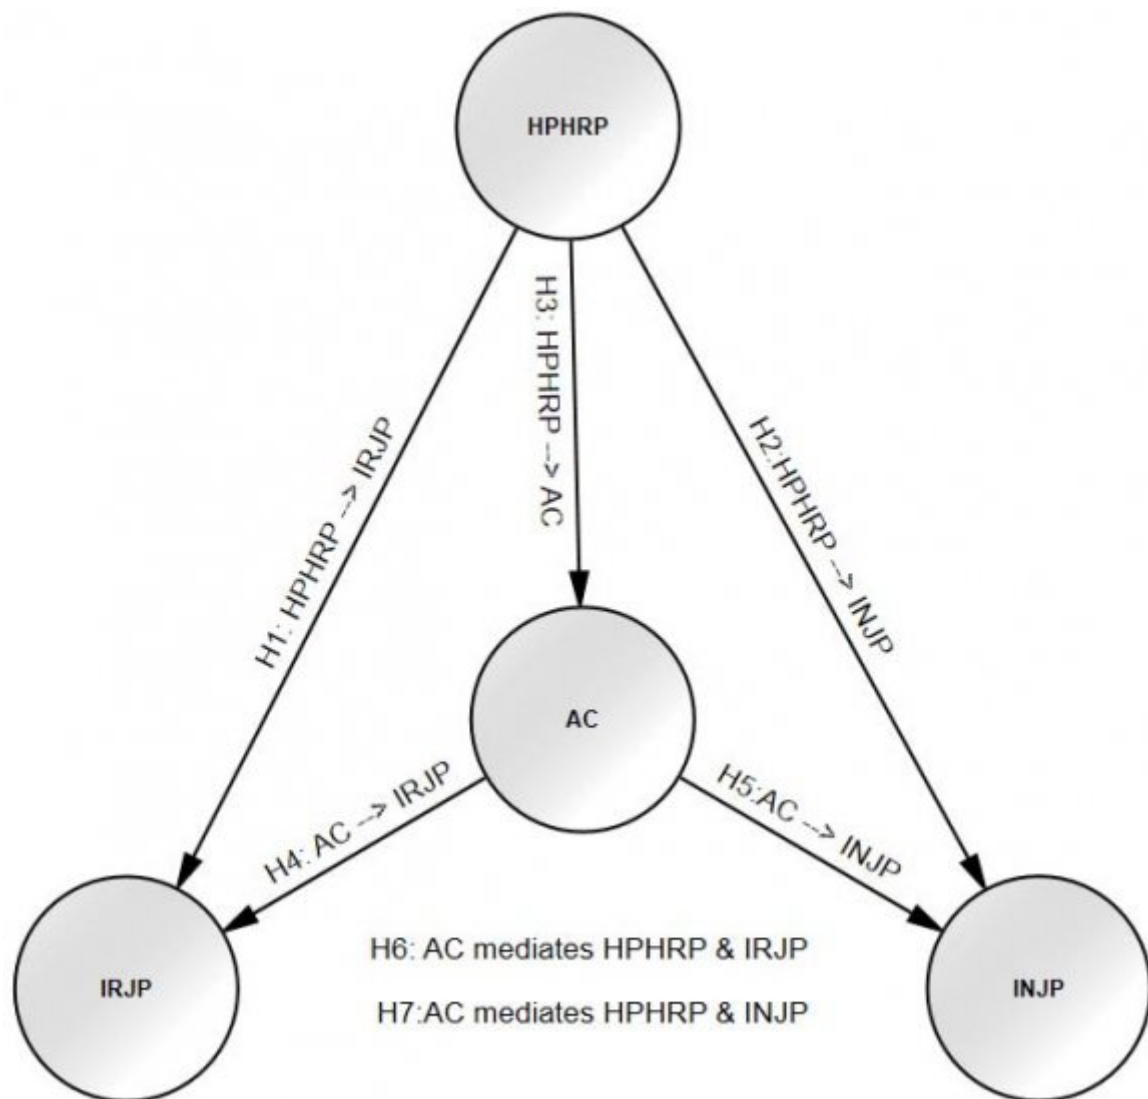 HPHRP
H1: HPHRP --> IRJP
H3: HPHRP --> AC
H2:HPHRP --> INJP
AC
H4: AC --> IRJP
H5:AC --> INJP
IRJP
H6: AC mediates HPHRP & IRJP
H7:AC mediates HPHRP & INJP
INJP